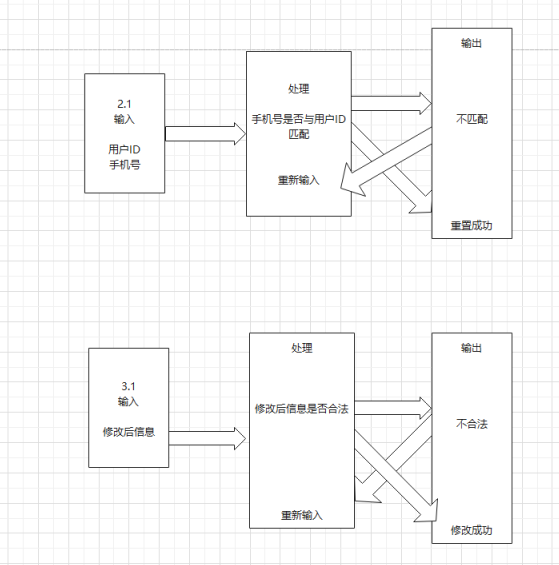 2.1
输入
用户ID
手机号
处理
手机号是否与用户ID
匹配
重新输入
输出
不匹配
重置成功
3.1
输入
修改后信息
处理
修改后信息是否合法
重新输入
输出
不合法
修改成功